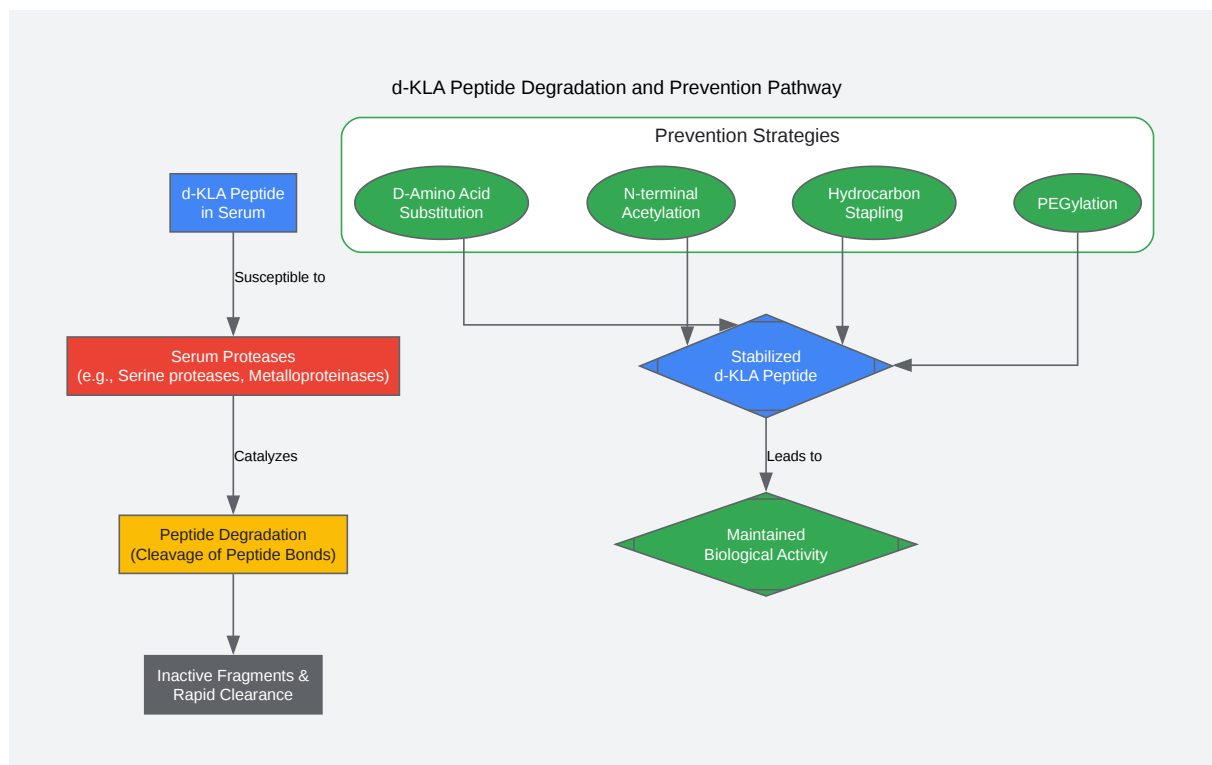 d-KLA Peptide Degradation and Prevention Pathway
Prevention Strategies
D-Amino Acid
Substitution
N-terminal
Acetylation
Hydrocarbon
Stapling
PEGylation
d-KLA Peptide
in Serum
Susceptible to
Serum Proteases
(e.g., Serine proteases, Metalloproteinases)
Catalyzes
Peptide Degradation
(Cleavage of Peptide Bonds)
Inactive Fragments &
Rapid Clearance
Stabilized
d-KLA Peptide
Leads to
Maintained
Biological Activity